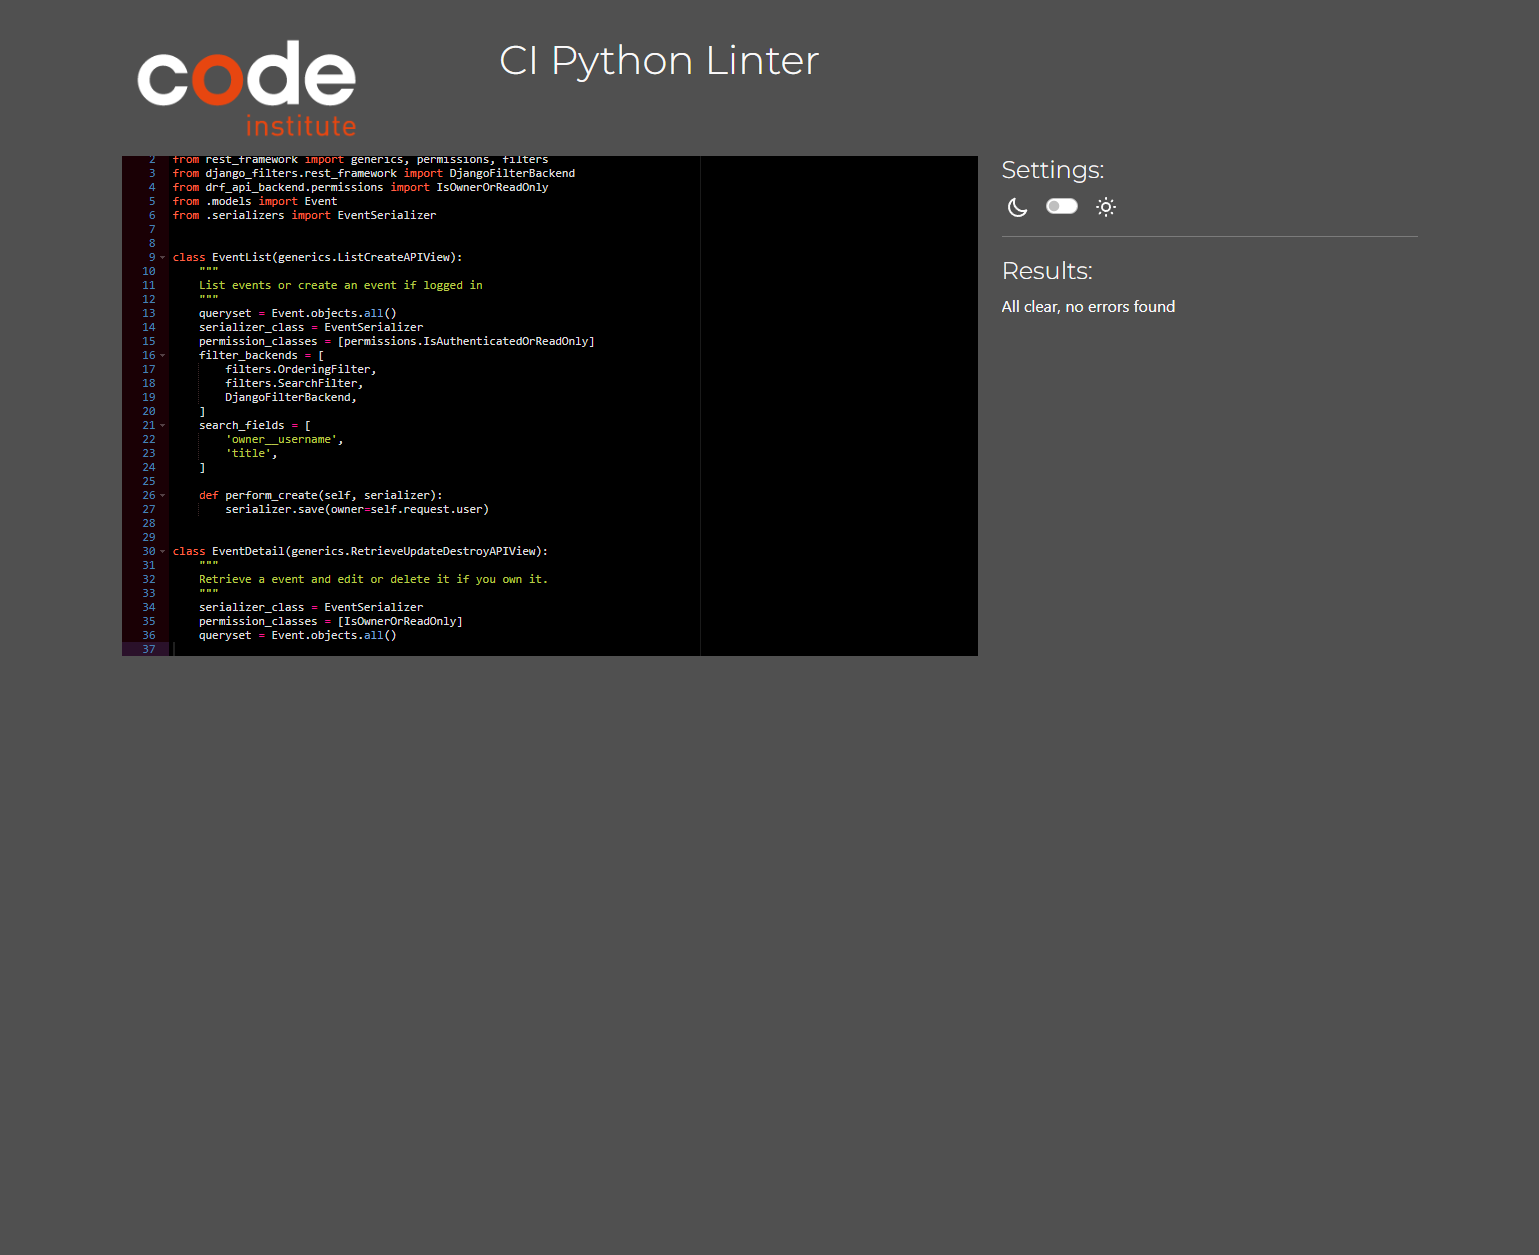 code
institute
CI Python Linter
2 from rest_framework import generics, permissions, filters
3 from django_filters.rest_framework import DjangoFilterBackend
4 from drf_api_backend.permissions import IsOwnerOrReadOnly
5 from .models import Event
6 from .serializers import EventSerializer
7
8
9 class EventList(generics.ListCreateAPIView):
10     """
11     List events or create an event if logged in
12     """
13     queryset = Event.objects.all()
14     serializer_class = EventSerializer
15     permission_classes = [permissions.IsAuthenticatedOrReadOnly]
16     filter_backends = [
17         filters.OrderingFilter,
18         filters.SearchFilter,
19         DjangoFilterBackend,
20     ]
21     search_fields = [
22         'owner__username',
23         'title',
24     ]
25
26     def perform_create(self, serializer):
27         serializer.save(owner=self.request.user)
28
29
30 class EventDetail(generics.RetrieveUpdateDestroyAPIView):
31     """
32     Retrieve a event and edit or delete it if you own it.
33     """
34     serializer_class = EventSerializer
35     permission_classes = [IsOwnerOrReadOnly]
36     queryset = Event.objects.all()
37
Settings:
Results:
All clear, no errors found